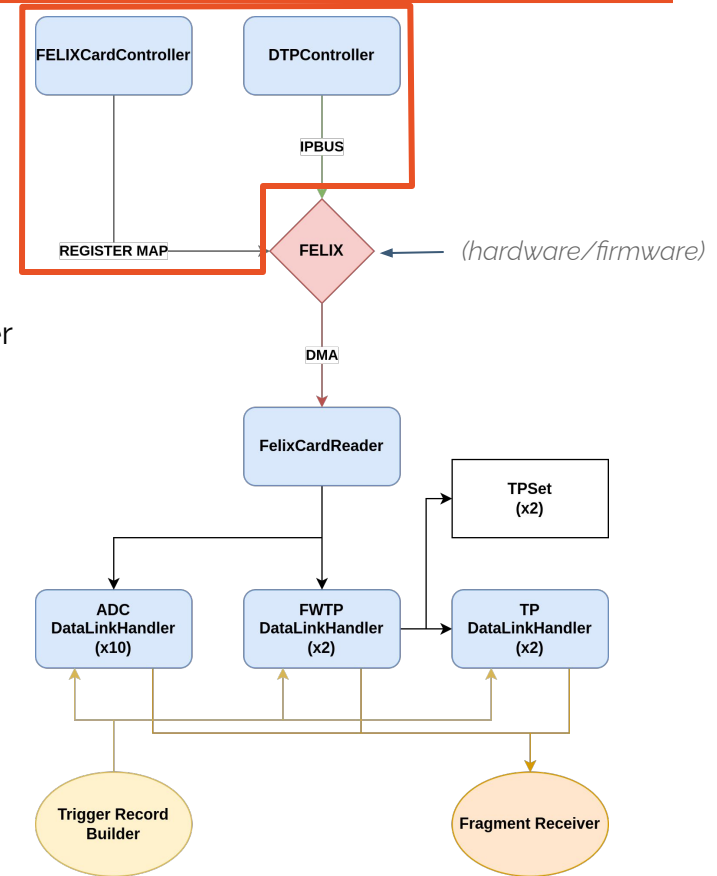 FELIXCardController
DTPController
IPBUS
REGISTER MAP
FELIX
(hardware/firmware)
er
DMA
FelixCardReader
TPSet
(x2)
ADC
DataLinkHandler
(x10)
FWTP
DataLinkHandler
(x2)
TP
DataLinkHandler
(x2)
Trigger Record
Builder
Fragment Receiver